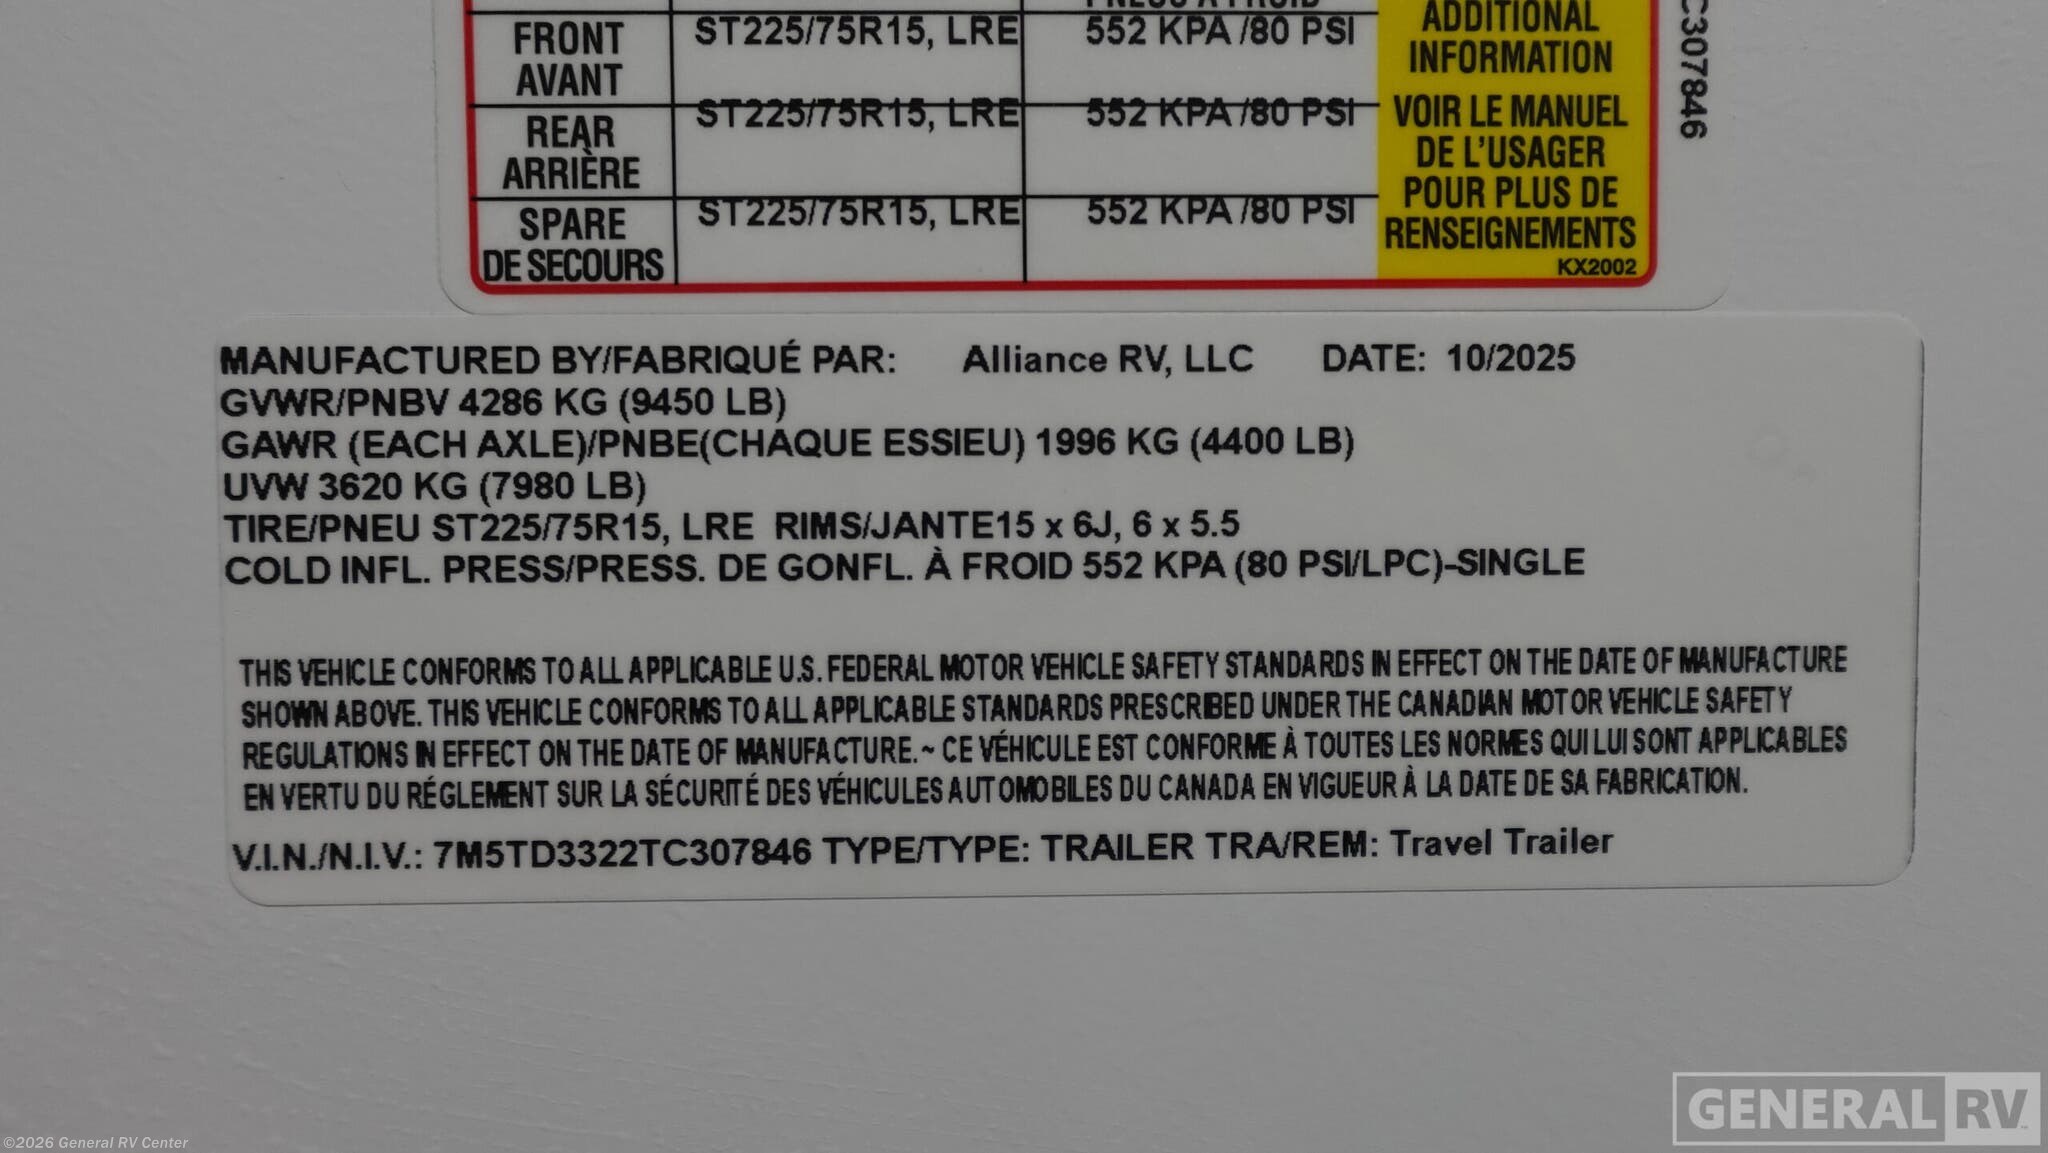 PNEUS À FROID
FRONT
AVANT
ST225/75R15, LRE
552 KPA /80 PSI
REAR
ARRIÈRE
ST225/75R15, LRE
552 KPA /80 PSI
SPARE
DE SECOURS
ST225/75R15, LRE
552 KPA /80 PSI
ADDITIONAL
INFORMATION
VOIR LE MANUEL
DE L'USAGER
POUR PLUS DE
RENSEIGNEMENTS
KX2002
C307846
MANUFACTURED BY/FABRIQUÉ PAR: Alliance RV, LLC DATE: 10/2025
GVWR/PNBV 4286 KG (9450 LB)
GAWR (EACH AXLE)/PNBE(CHAQUE ESSIEU) 1996 KG (4400 LB)
UVW 3620 KG (7980 LB)
TIRE/PNEU ST225/75R15, LRE RIMS/JANTE15 x 6J, 6 x 5.5
COLD INFL. PRESS/PRESS. DE GONFL. À FROID 552 KPA (80 PSI/LPC)-SINGLE
THIS VEHICLE CONFORMS TO ALL APPLICABLE U.S. FEDERAL MOTOR VEHICLE SAFETY STANDARDS IN EFFECT ON THE DATE OF MANUFACTURE
SHOWN ABOVE. THIS VEHICLE CONFORMS TO ALL APPLICABLE STANDARDS PRESCRIBED UNDER THE CANADIAN MOTOR VEHICLE SAFETY
REGULATIONS IN EFFECT ON THE DATE OF MANUFACTURE. ~ CE VÉHICULE EST CONFORME À TOUTES LES NORMES QUI LUI SONT APPLICABLES
EN VERTU DU RÉGLEMENT SUR LA SÉCURITÉ DES VÉHICULES AUTOMOBILES DU CANADA EN VIGUEUR À LA DATE DE SA FABRICATION.
V.I.N./N.I.V.: 7M5TD3322TC307846 TYPE/TYPE: TRAILER TRA/REM: Travel Trailer
GENERAL RV
©2026 General RV Center